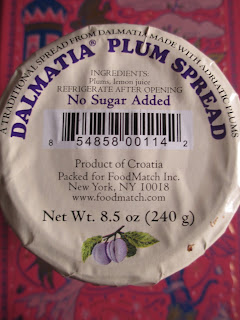 A TRADITIONAL SPREAD FROM DALMATIA MADE WITH ADRIATIC PLUMS
DALMATIA® PLUM SPREAD
INGREDIENTS:
Plums, lemon juice
REFRIGERATE AFTER OPENING
No Sugar Added
8 54858 00114 2
Product of Croatia
Packed for FoodMatch Inc.
New York, NY 10018
www.foodmatch.com
Net Wt. 8.5 oz (240 g)